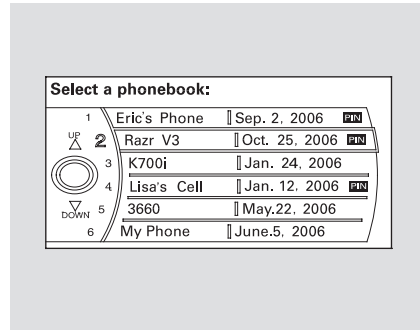 Select a phonebook:
1 Eric's Phone Sep. 2, 2006 PIN
UP 2 Razr V3 Oct. 25, 2006 PIN
3 K700i Jan. 24, 2006
4 Lisa's Cell Jan. 12, 2006 PIN
DOWN 5 3660 May.22, 2006
6 My Phone June.5, 2006